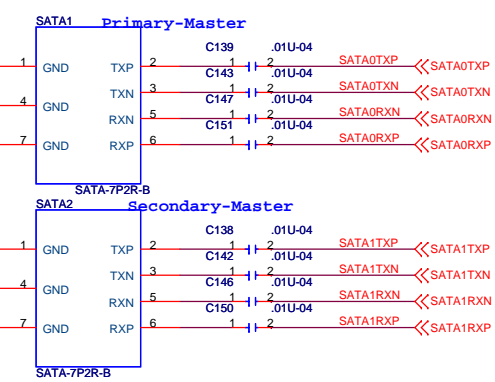 SATA1 Primary-Master
C139 .01U-04
1 GND TXP 2 1 2 SATA0TXP SATA0TXP
C143 .01U-04
TXN 3 1 2 SATA0TXN SATA0TXN
C147 .01U-04
4 GND RXN 5 1 2 SATA0RXN SATA0RXN
C151 .01U-04
7 GND RXP 6 1 2 SATA0RXP SATA0RXP
SATA-7P2R-B
SATA2 Secondary-Master
C138 .01U-04
1 GND TXP 2 1 2 SATA1TXP SATA1TXP
C142 .01U-04
TXN 3 1 2 SATA1TXN SATA1TXN
C146 .01U-04
4 GND RXN 5 1 2 SATA1RXN SATA1RXN
C150 .01U-04
7 GND RXP 6 1 2 SATA1RXP SATA1RXP
SATA-7P2R-B